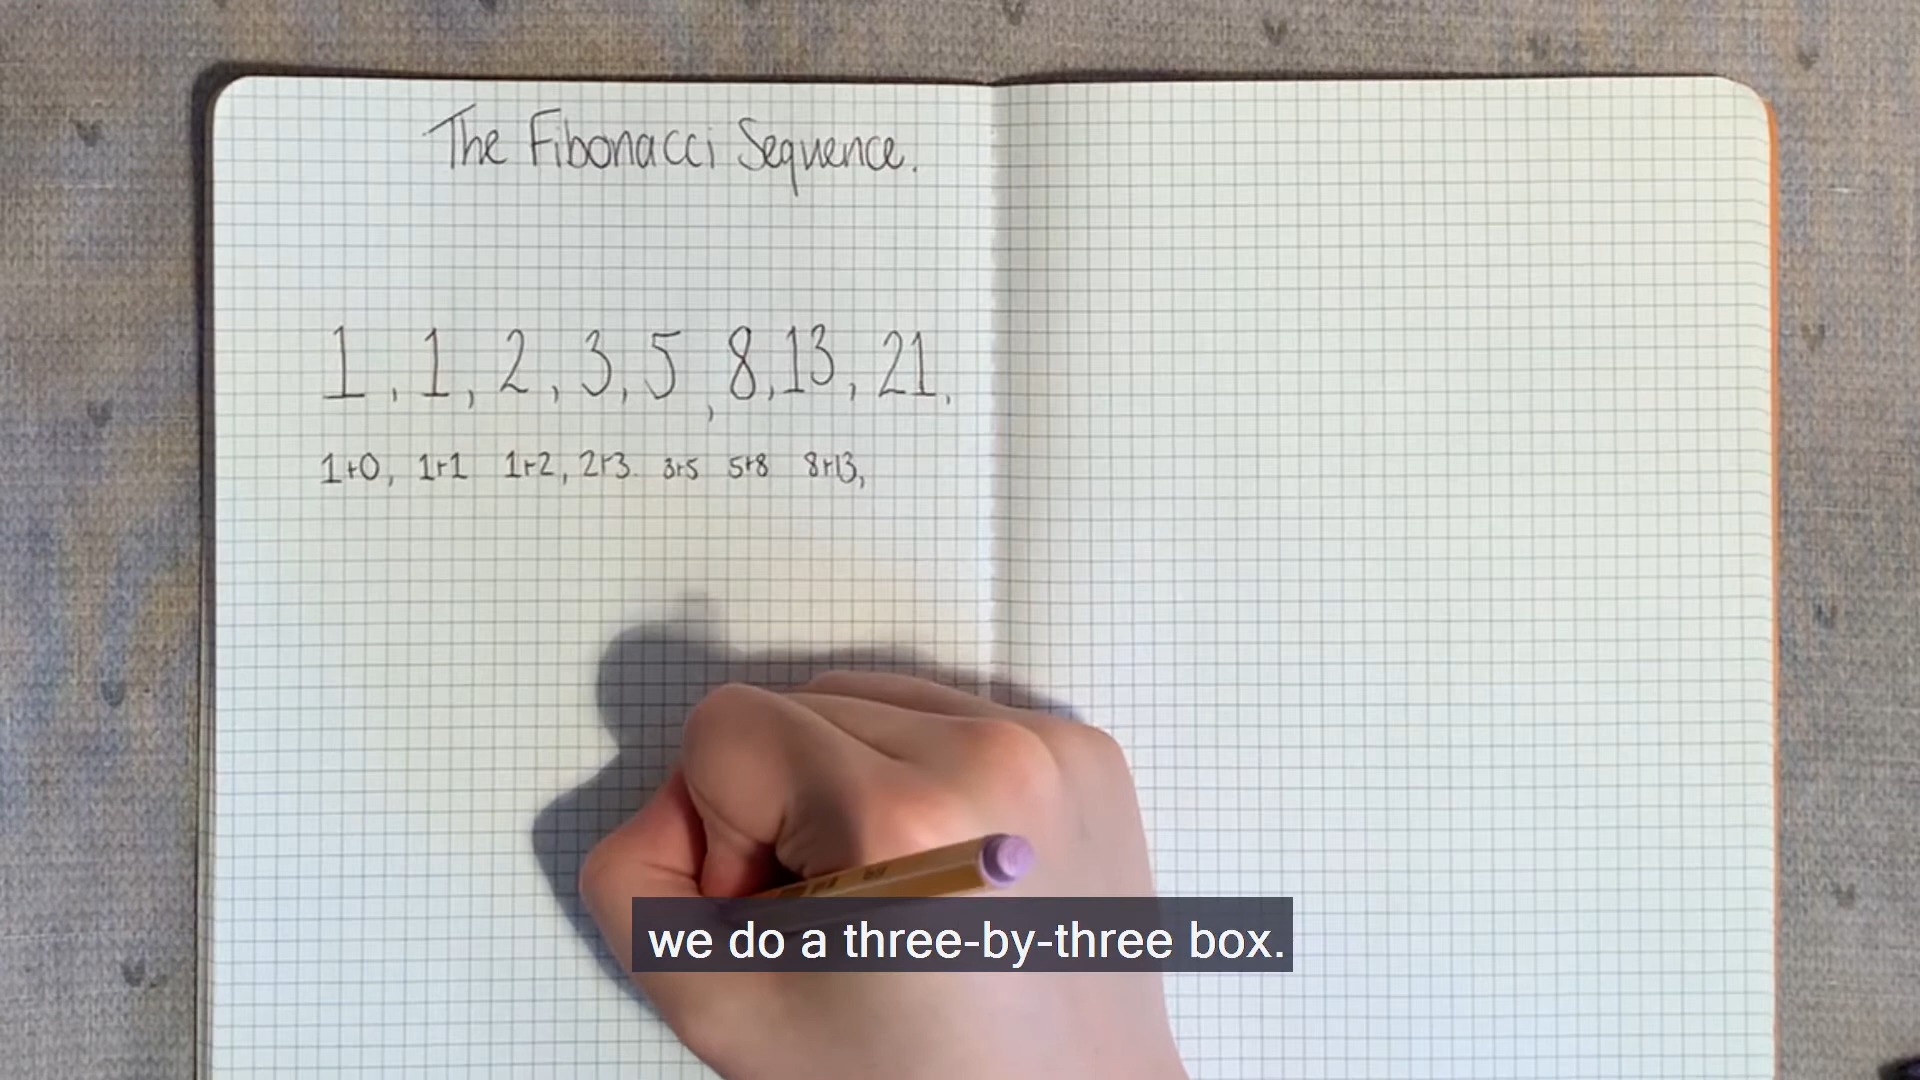 The Fibonacci Sequence.
1, 1, 2, 3, 5, 8, 13, 21,
1+0, 1+1 1+2, 2+3. 3+5 5+8 8+13,
we do a three-by-three box.